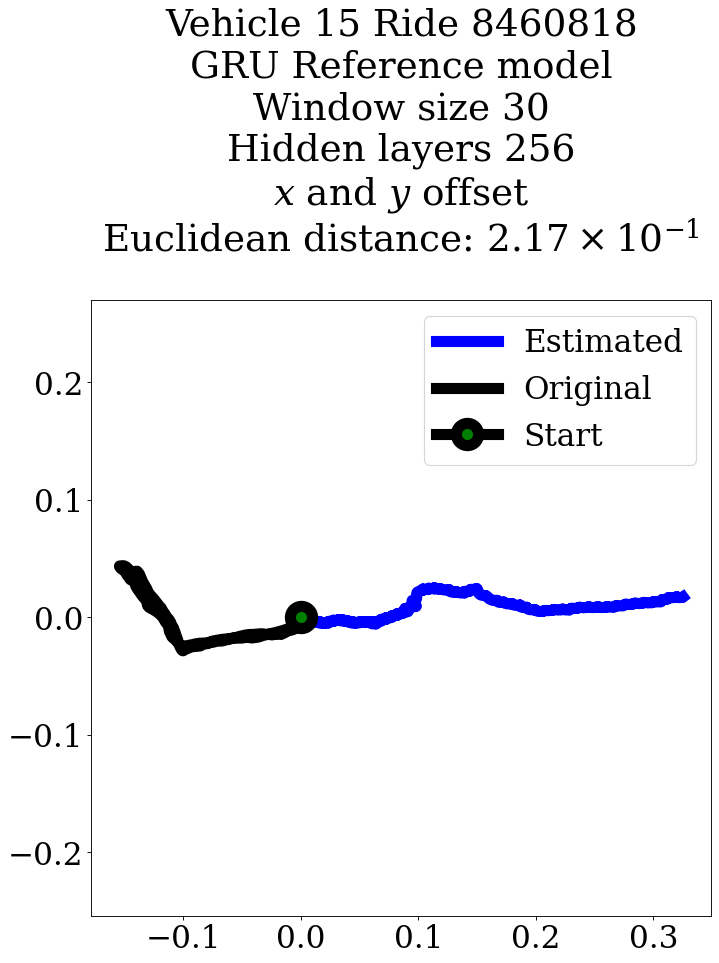 Vehicle 15 Ride 8460818
GRU Reference model
Window size 30
Hidden layers 256
x and y offset
Euclidean distance: 2.17 × 10⁻¹
Estimated
Original
Start
0.2
0.1
0.0
−0.1
−0.2
−0.1 0.0 0.1 0.2 0.3